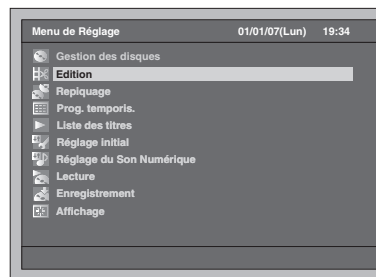 Menu de Réglage 01/01/07(Lun) 19:34
Gestion des disques
Edition
Repiquage
Prog. temporis.
Liste des titres
Réglage initial
Réglage du Son Numérique
Lecture
Enregistrement
Affichage